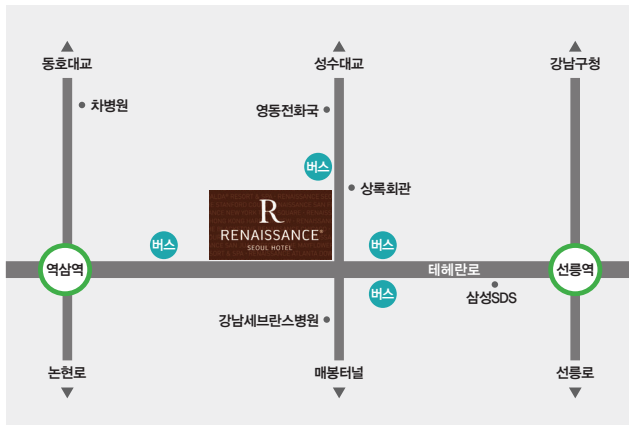 동호대교
성수대교
강남구청
차병원
영동전화국
버스
상록회관
R
RENAISSANCE®
SEOUL HOTEL
버스
버스
역삼역
테헤란로
선릉역
버스
삼성SDS
강남세브란스병원
논현로
매봉터널
선릉로